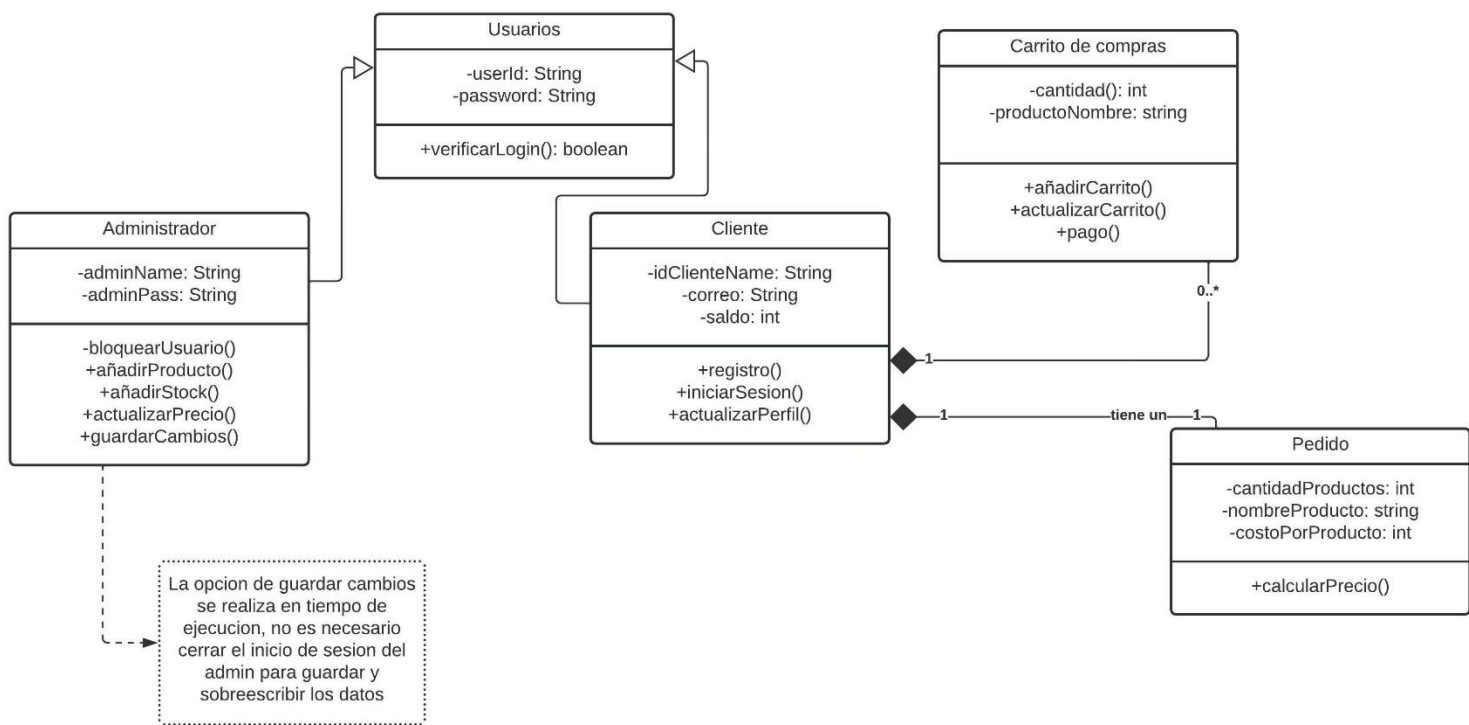 Usuarios
-userId: String
-password: String
+verificarLogin(): boolean
Carrito de compras
-cantidad(): int
-productoNombre: string
+añadirCarrito()
+actualizarCarrito()
+pago()
Administrador
-adminName: String
-adminPass: String
-bloquearUsuario()
+añadirProducto()
+añadirStock()
+actualizarPrecio()
+guardarCambios()
Cliente
-idClienteName: String
-correo: String
-saldo: int
+registro()
+iniciarSesion()
+actualizarPerfil()
0..*
1
1
tiene un
1
Pedido
-cantidadProductos: int
-nombreProducto: string
-costoPorProducto: int
+calcularPrecio()
La opcion de guardar cambios
se realiza en tiempo de
ejecucion, no es necesario
cerrar el inicio de sesion del
admin para guardar y
sobreescribir los datos